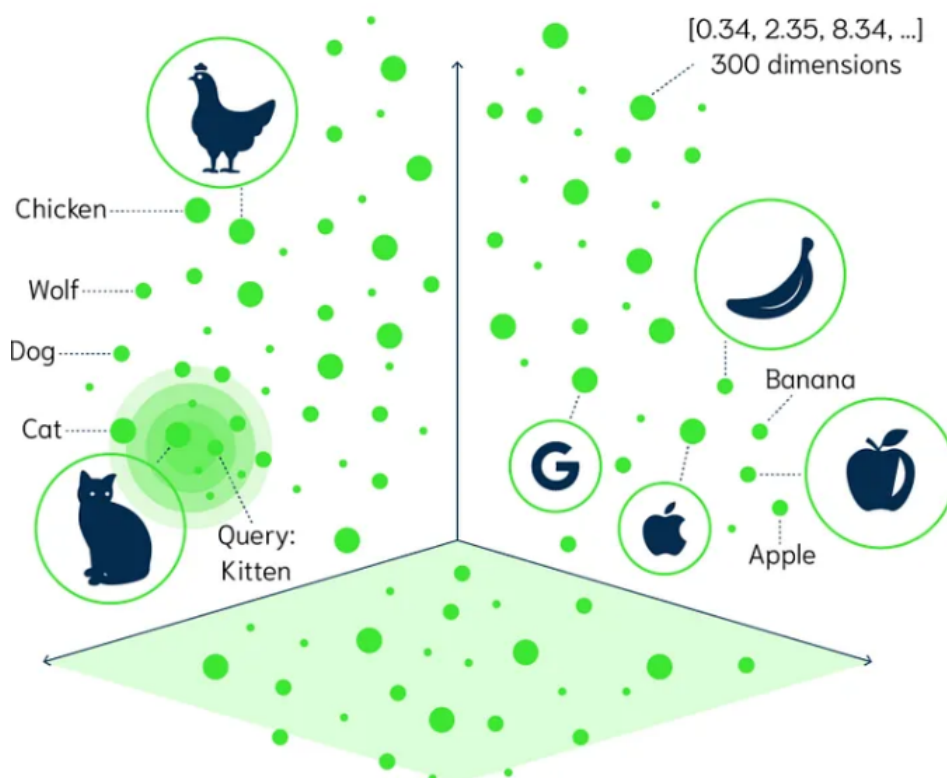 [0.34, 2.35, 8.34, ...]
300 dimensions
Chicken
Wolf
Dog
Banana
Cat
G
Query:
Kitten
Apple